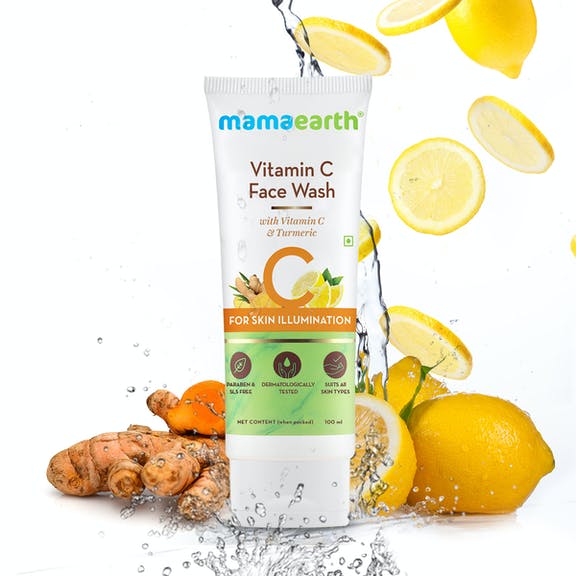 mamaearth®
Vitamin C
Face Wash
with Vitamin C
& Turmeric
C
FOR SKIN ILLUMINATION
PARABEN &
SLS FREE
DERMATOLOGICALLY
TESTED
SUITS All
SKIN TYPES
NET CONTENT (when packed) 100 ml